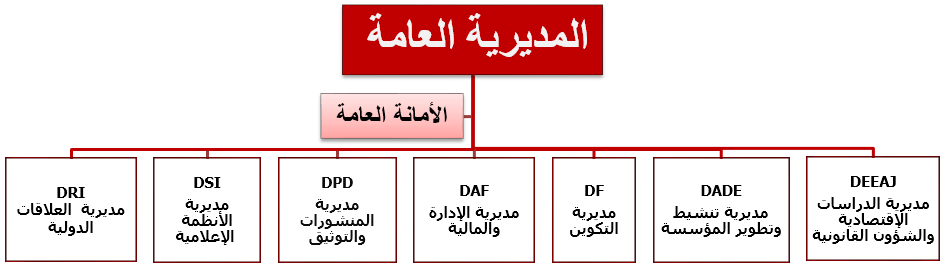 المديرية العامة
الأمانة العامة
DEEAJ
مديرية الدراسات
الإقتصادية
والشؤون القانونية
DADE
مديرية تنشيط
وتطوير المؤسسة
DF
مديرية
التكوين
DAF
مديرية الإدارة
والمالية
DPD
مديرية
المنشورات
والتوثيق
DSI
مديرية
الأنظمة
الإعلامية
DRI
مديرية العلاقات
الدولية